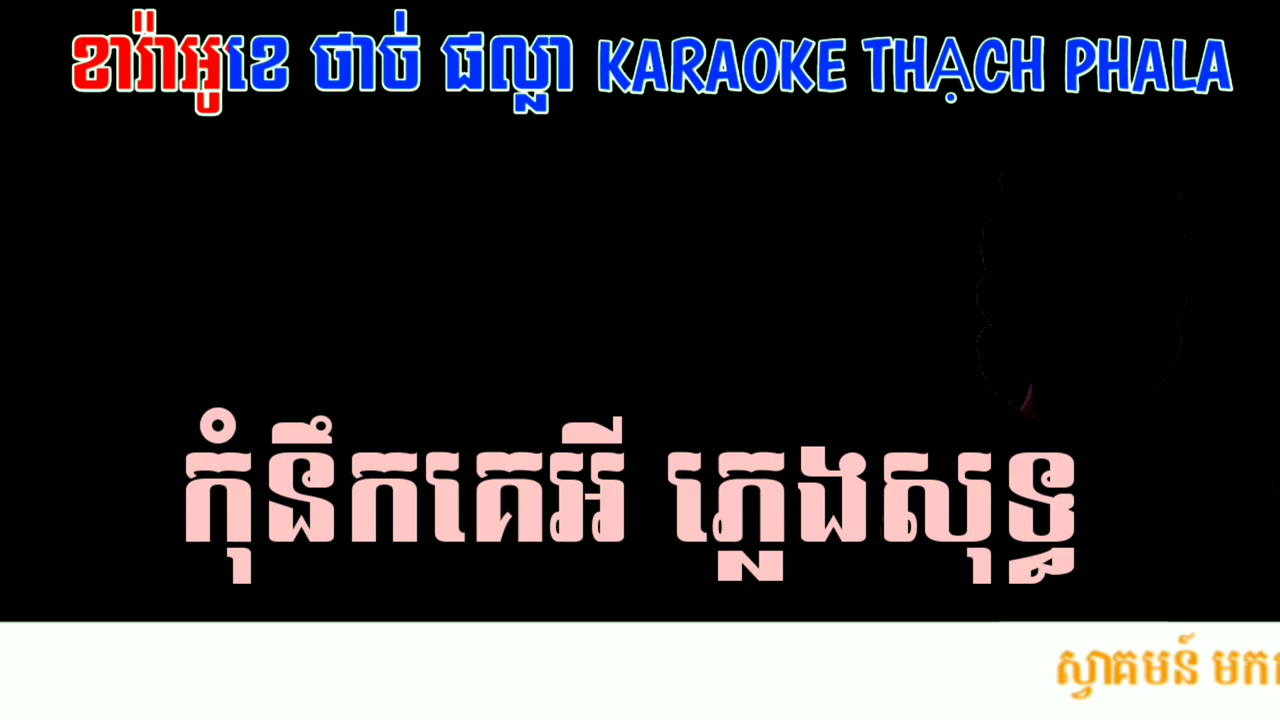 ខារ៉ាអូខេ ថាច់ ផល្លា KARAOKE THẠCH PHALA
កុំនឹកគេអី ភ្លេងសុទ្ធ
ស្វាគមន៍